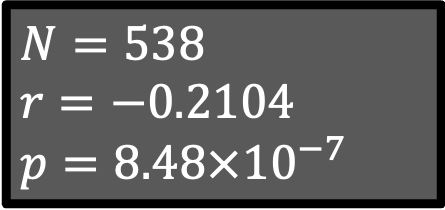 N = 538
r = −0.2104
p = 8.48×10⁻⁷